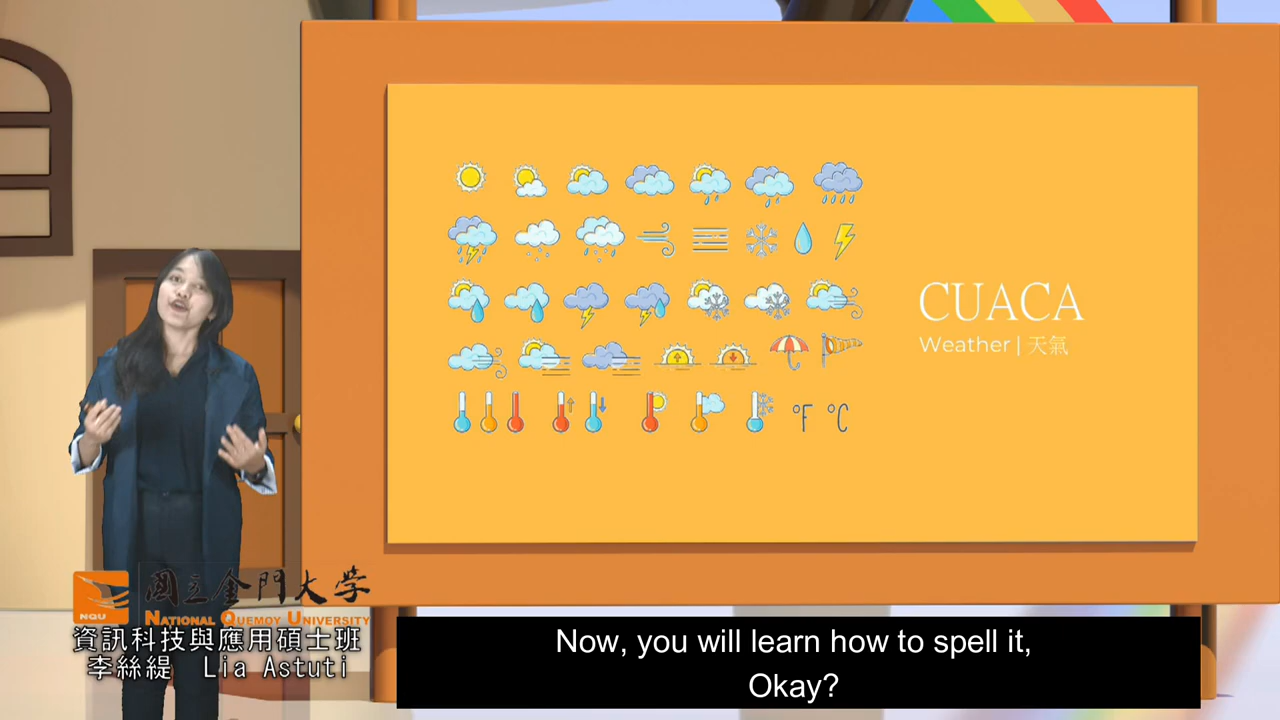 °F °C
CUACA
Weather | 天氣
NQU
國立金門大學
NATIONAL QUEMOY UNIVERSITY
資訊科技與應用碩士班
李絲緹 Lia Astuti
Now, you will learn how to spell it,
Okay?